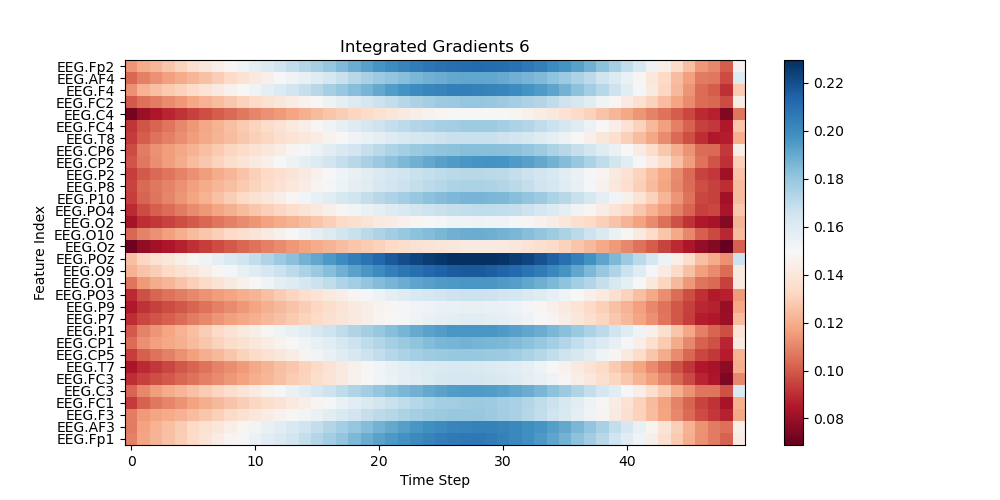 Integrated Gradients 6
EEG.Fp2
EEG.AF4
EEG.F4
EEG.FC2
EEG.C4
EEG.FC4
EEG.T8
EEG.CP6
EEG.CP2
EEG.P2
EEG.P8
EEG.P10
EEG.PO4
EEG.O2
EEG.O10
EEG.Oz
EEG.POz
EEG.O9
EEG.O1
EEG.PO3
EEG.P9
EEG.P7
EEG.P1
EEG.CP1
EEG.CP5
EEG.T7
EEG.FC3
EEG.C3
EEG.FC1
EEG.F3
EEG.AF3
EEG.Fp1
Feature Index
0 10 20 30 40
Time Step
0.22
0.20
0.18
0.16
0.14
0.12
0.10
0.08